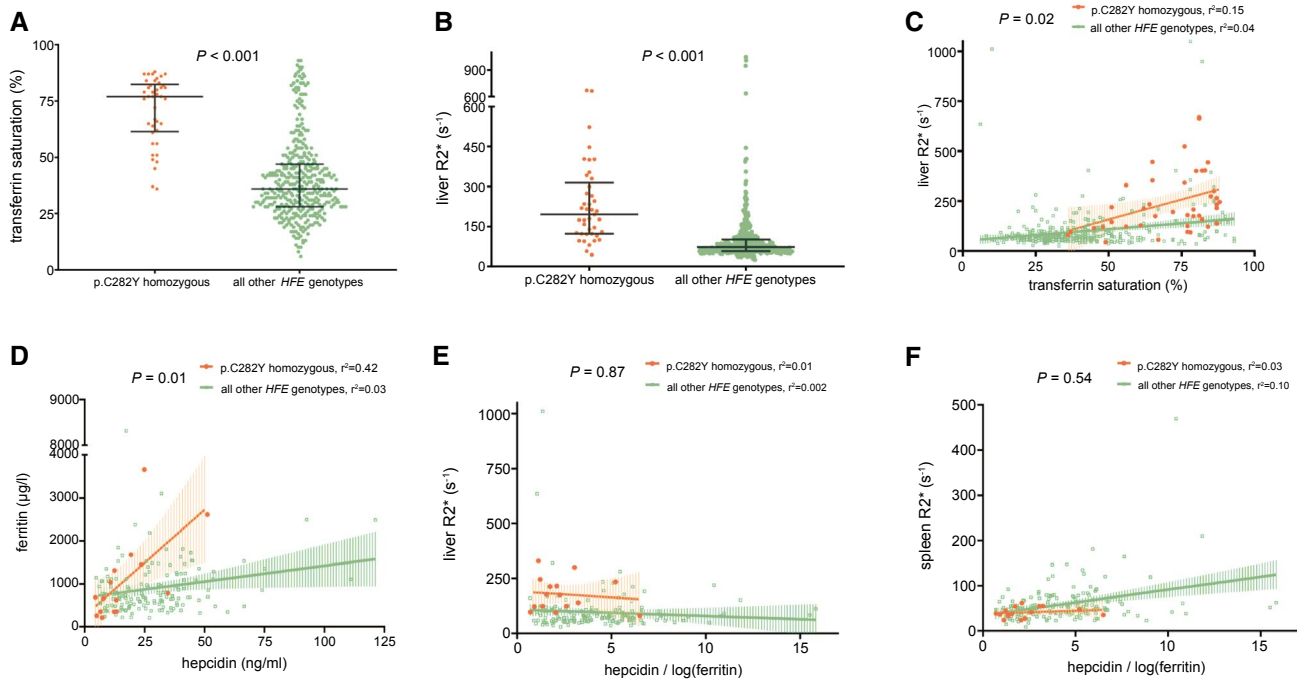 A
P < 0.001
transferrin saturation (%)
100
75
50
25
0
p.C282Y homozygous
all other HFE genotypes
B
P < 0.001
liver R2* (s⁻¹)
900
600
600
450
300
150
0
p.C282Y homozygous
all other HFE genotypes
C
P = 0.02
p.C282Y homozygous, r²=0.15
all other HFE genotypes, r²=0.04
liver R2* (s⁻¹)
1000
750
500
250
0
0 25 50 75 100
transferrin saturation (%)
D
P = 0.01
p.C282Y homozygous, r²=0.42
all other HFE genotypes, r²=0.03
ferritin (µg/l)
9000
8000
4000
3000
2000
1000
0
0 25 50 75 100 125
hepcidin (ng/ml)
E
P = 0.87
p.C282Y homozygous, r²=0.01
all other HFE genotypes, r²=0.002
liver R2* (s⁻¹)
1000
750
500
250
0
0 5 10 15
hepcidin / log(ferritin)
F
P = 0.54
p.C282Y homozygous, r²=0.03
all other HFE genotypes, r²=0.10
spleen R2* (s⁻¹)
500
400
300
200
100
0
0 5 10 15
hepcidin / log(ferritin)